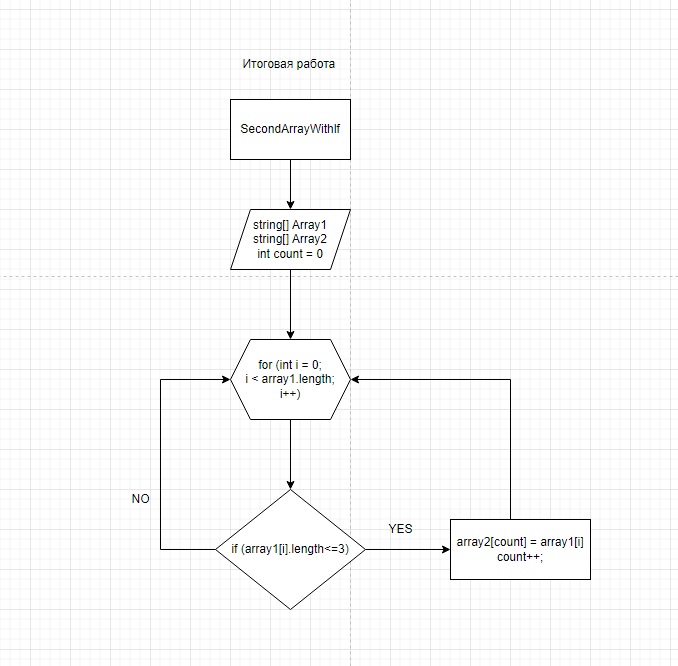 Итоговая работа
SecondArrayWithIf
string[] Array1
string[] Array2
int count = 0
for (int i = 0;
i < array1.length;
i++)
NO
if (array1[i].length<=3)
YES
array2[count] = array1[i]
count++;